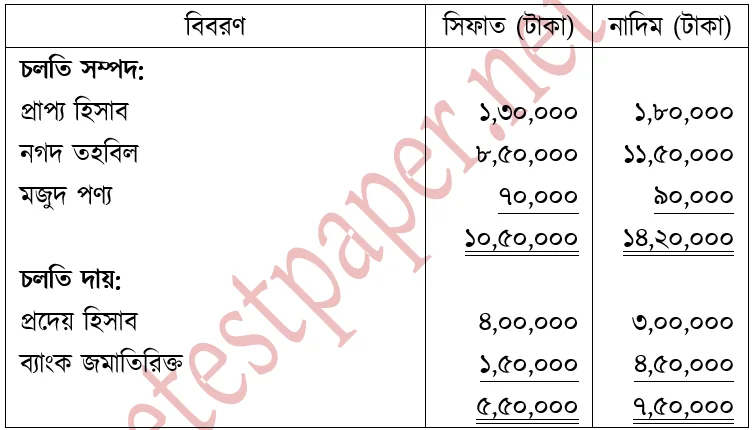 বিবরণ সিফাত (টাকা) নাদিম (টাকা)
চলতি সম্পদ:
প্রাপ্য হিসাব ১,৩০,০০০ ১,৮০,০০০
নগদ তহবিল ৮,৫০,০০০ ১১,৫০,০০০
মজুদ পণ্য ৭০,০০০ ৯০,০০০
১০,৫০,০০০ ১৪,২০,০০০
চলতি দায়:
প্রদেয় হিসাব ৪,০০,০০০ ৩,০০,০০০
ব্যাংক জমাতিরিক্ত ১,৫০,০০০ ৪,৫০,০০০
৫,৫০,০০০ ৭,৫০,০০০
etestpaper.net